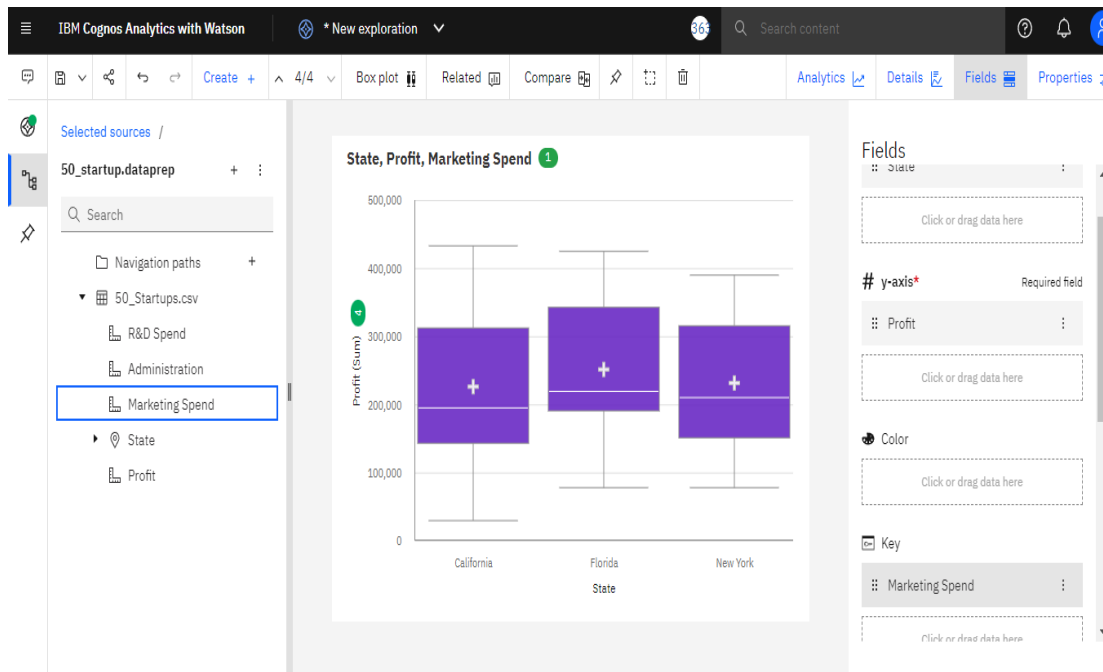 IBM Cognos Analytics with Watson
* New exploration
363
Search content
Create +
4/4
Box plot
Related
Compare
Analytics
Details
Fields
Properties
Selected sources /
50_startup.dataprep
Search
Navigation paths
50_Startups.csv
R&D Spend
Administration
Marketing Spend
State
Profit
State, Profit, Marketing Spend 1
500,000
400,000
300,000
200,000
100,000
0
4
Profit (Sum)
California
Florida
New York
State
Fields
State
Click or drag data here
# y-axis*
Required field
Profit
Click or drag data here
Color
Click or drag data here
Key
Marketing Spend
Click or drag data here